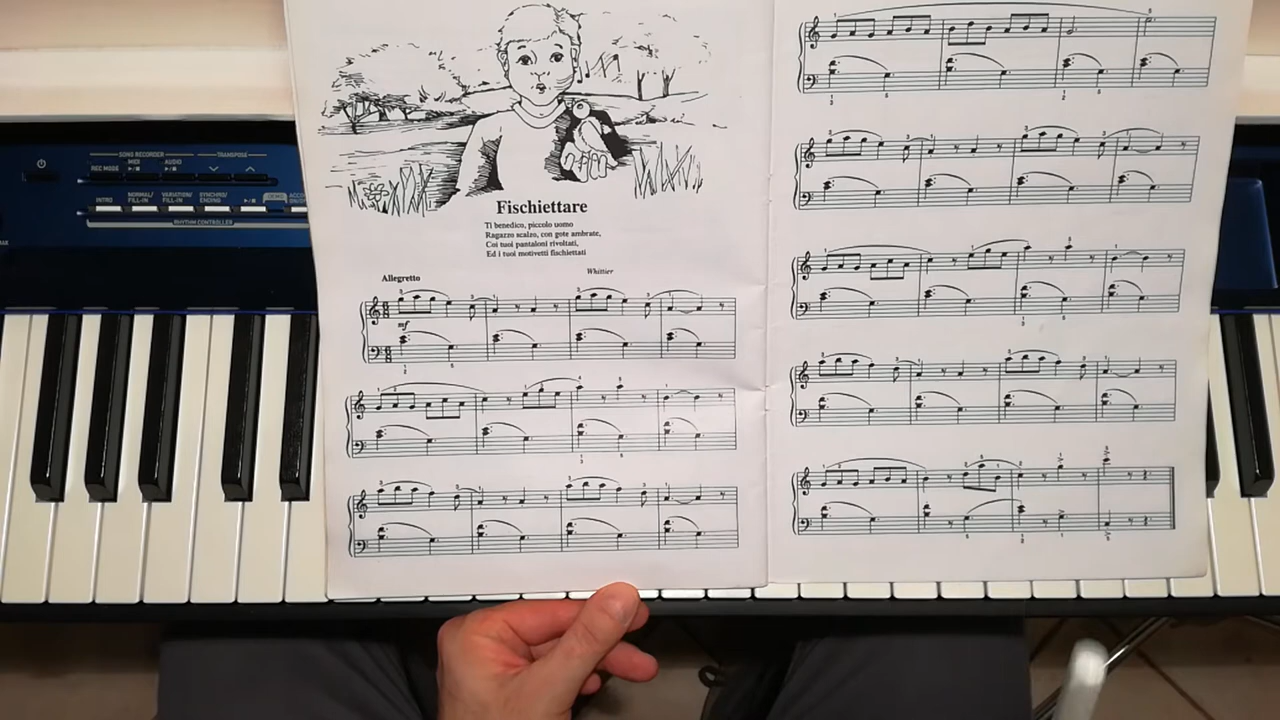 SONG RECORDER
TRANSPOSE
MIDI
AUDIO
REC MODE
INTRO
NORMAL/
FILL-IN
VARIATION/
FILL-IN
SYNCHRO/
ENDING
RHYTHM CONTROLLER
Fischiettare
Ti benedico, piccolo uomo
Ragazzo scalzo, con gote ambrate,
Coi tuoi pantaloni rivoltati,
Ed i tuoi motivetti fischiettati
Whittier
Allegretto
mf